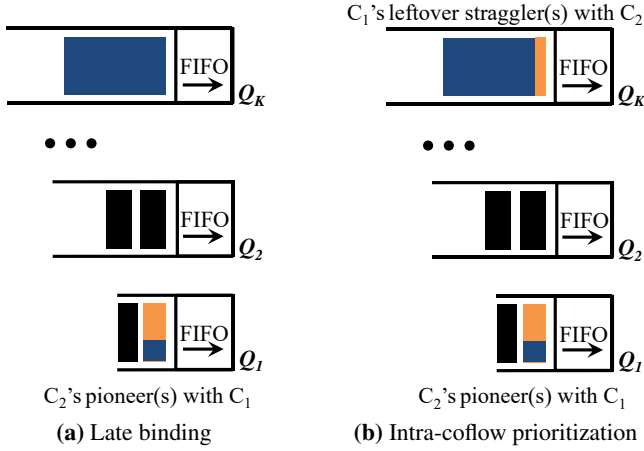 C1's leftover straggler(s) with C2
FIFO
QK
FIFO
QK
FIFO
Q2
FIFO
Q2
FIFO
Q1
FIFO
Q1
C2's pioneer(s) with C1
C2's pioneer(s) with C1
(a) Late binding
(b) Intra-coflow prioritization